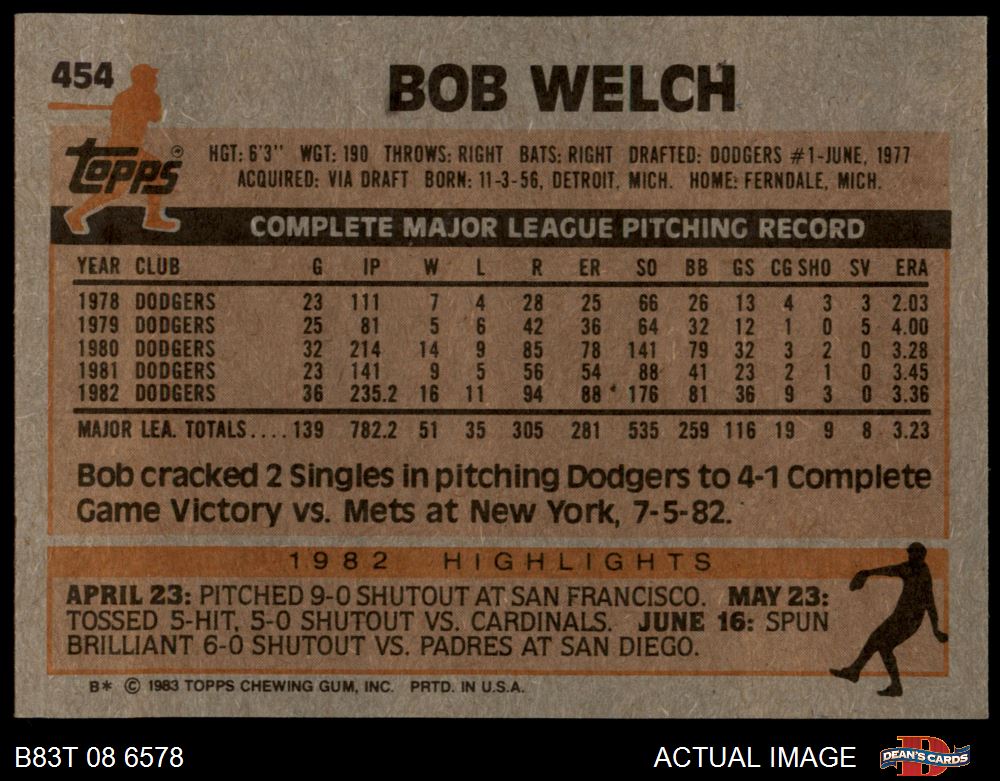 454
BOB WELCH
Topps
HGT: 6'3" WGT: 190 THROWS: RIGHT BATS: RIGHT DRAFTED: DODGERS #1-JUNE, 1977
ACQUIRED: VIA DRAFT BORN: 11-3-56, DETROIT, MICH. HOME: FERNDALE, MICH.
COMPLETE MAJOR LEAGUE PITCHING RECORD
YEAR CLUB G IP W L R ER SO BB GS CG SHO SV ERA
1978 DODGERS 23 111 7 4 28 25 66 26 13 4 3 3 2.03
1979 DODGERS 25 81 5 6 42 36 64 32 12 1 0 5 4.00
1980 DODGERS 32 214 14 9 85 78 141 79 32 3 2 0 3.28
1981 DODGERS 23 141 9 5 56 54 88 41 23 2 1 0 3.45
1982 DODGERS 36 235.2 16 11 94 88 176 81 36 9 3 0 3.36
MAJOR LEA. TOTALS.... 139 782.2 51 35 305 281 535 259 116 19 9 8 3.23
Bob cracked 2 Singles in pitching Dodgers to 4-1 Complete
Game Victory vs. Mets at New York, 7-5-82.
1982 HIGHLIGHTS
APRIL 23: PITCHED 9-0 SHUTOUT AT SAN FRANCISCO. MAY 23:
TOSSED 5-HIT, 5-0 SHUTOUT VS. CARDINALS. JUNE 16: SPUN
BRILLIANT 6-0 SHUTOUT VS. PADRES AT SAN DIEGO.
B* © 1983 TOPPS CHEWING GUM, INC. PRTD. IN U.S.A.
B83T 08 6578
ACTUAL IMAGE
DEAN'S CARDS